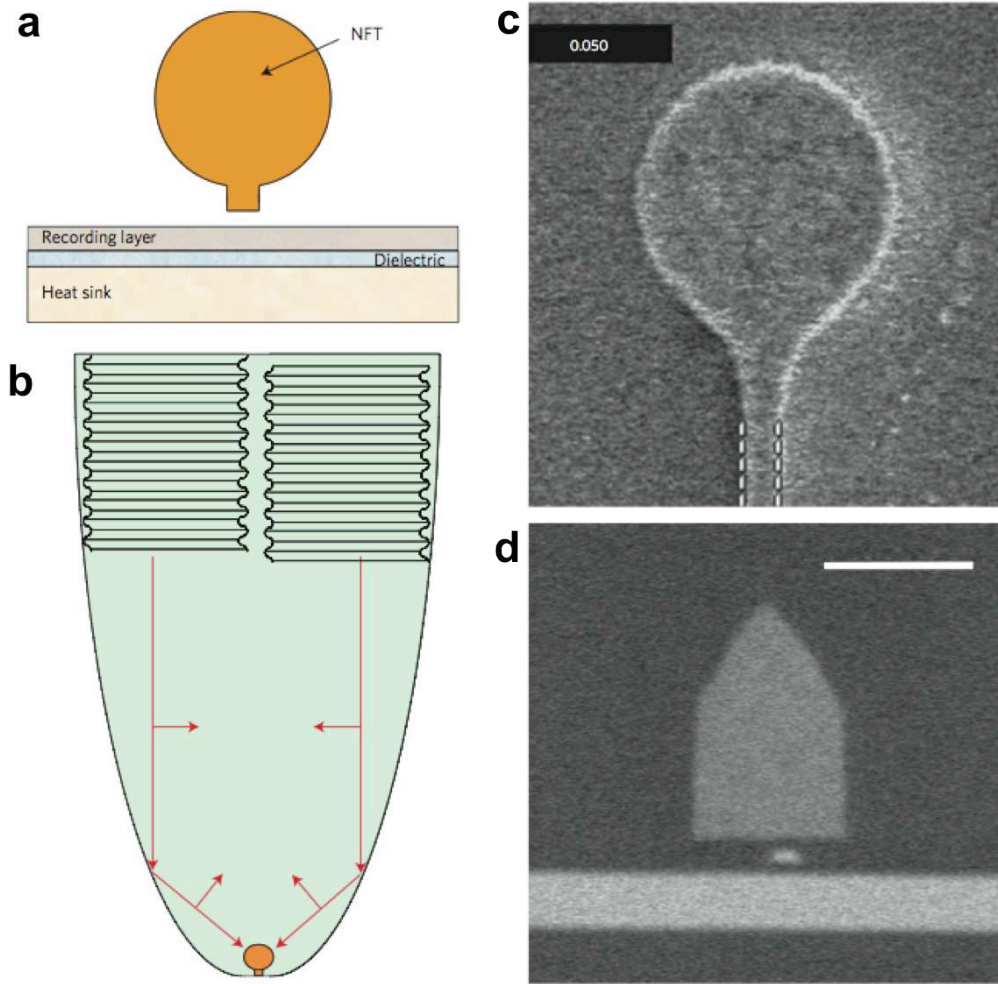 a
NFT
Recording layer
Dielectric
Heat sink
b
c
0.050
d